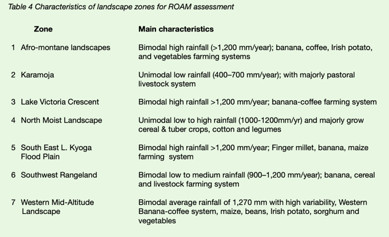 Table 4 Characteristics of landscape zones for ROAM assessment
Zone Main characteristics
1 Afro-montane landscapes Bimodal high rainfall (>1,200 mm/year); banana, coffee, Irish potato,
and vegetables farming systems
2 Karamoja Unimodal low rainfall (400–700 mm/year); with majorly pastoral
livestock system
3 Lake Victoria Crescent Bimodal high rainfall >1,200 mm/year; banana-coffee farming system
4 North Moist Landscape Unimodal low to high rainfall (1000-1200mm/yr) and majorly grow
cereal & tuber crops, cotton and legumes
5 South East L. Kyoga Bimodal high rainfall >1,200 mm/year; Finger millet, banana, maize
Flood Plain farming system
6 Southwest Rangeland Bimodal low to medium rainfall (900–1,200 mm/year); banana, cereal
and livestock farming system
7 Western Mid-Altitude Bimodal average rainfall of 1,270 mm with high variability, Western
Landscape Banana-coffee system, maize, beans, Irish potato, sorghum and
vegetables